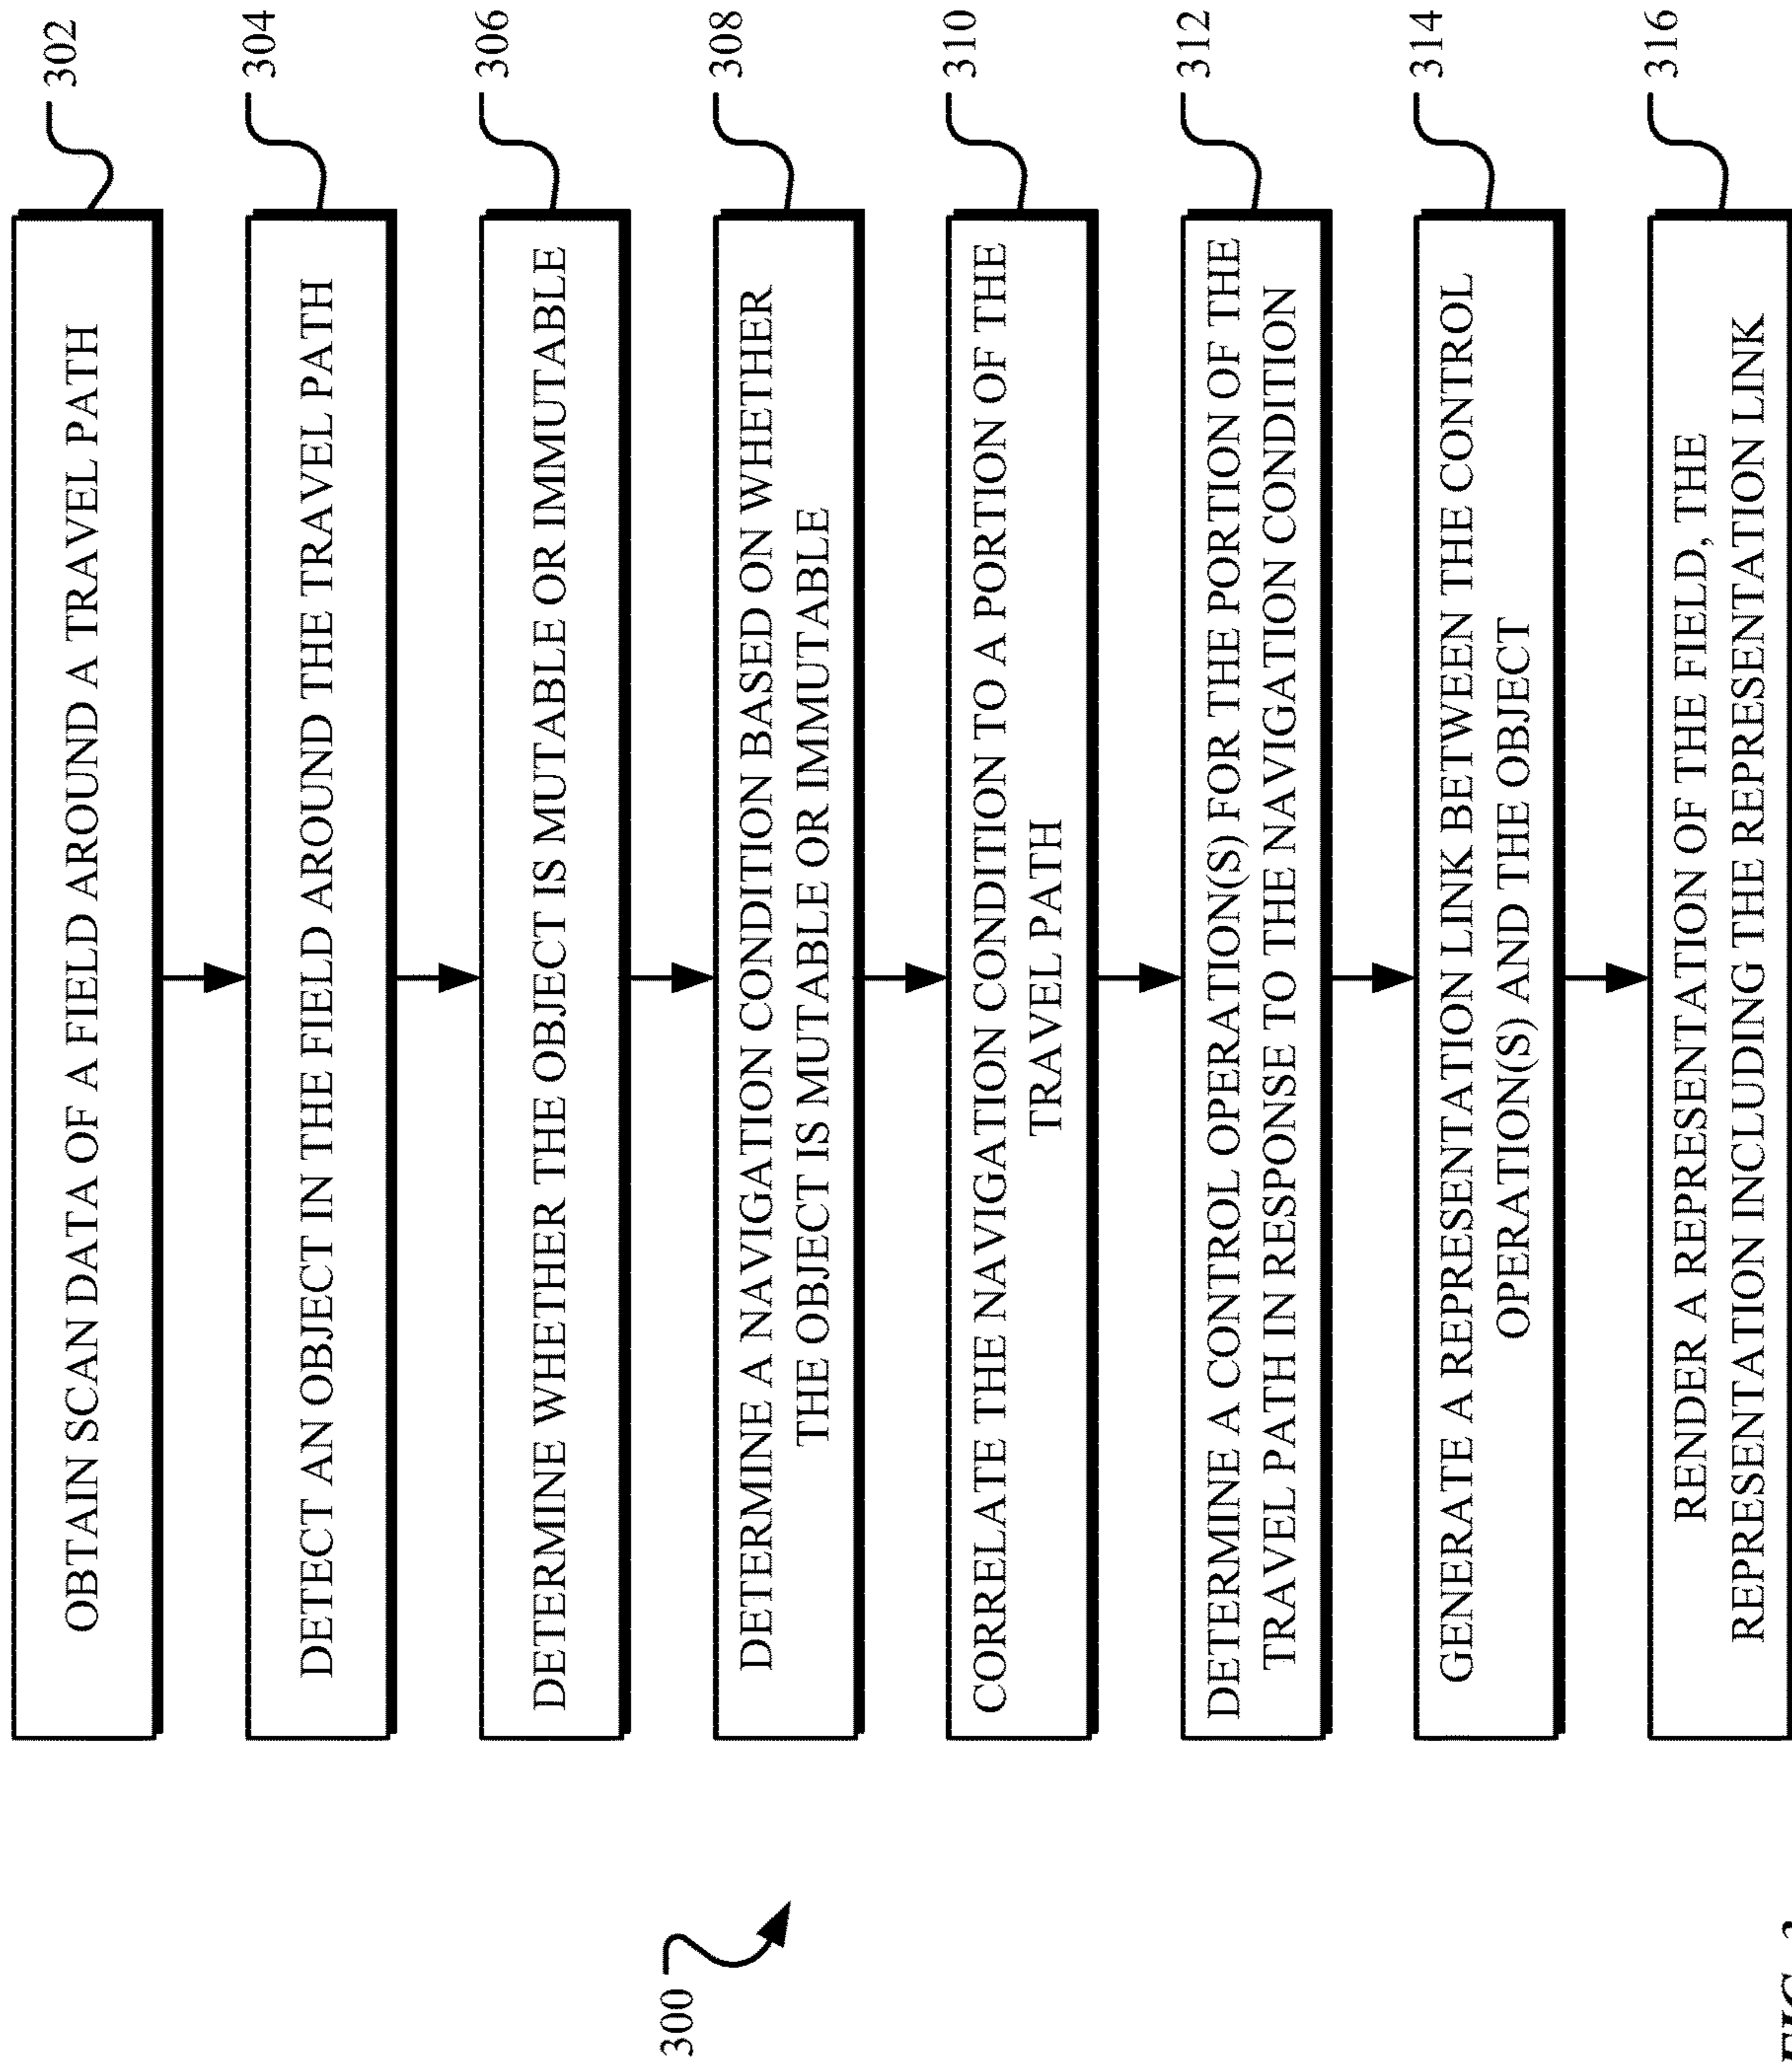 300
OBTAIN SCAN DATA OF A FIELD AROUND A TRAVEL PATH
302
DETECT AN OBJECT IN THE FIELD AROUND THE TRAVEL PATH
304
DETERMINE WHETHER THE OBJECT IS MUTABLE OR IMMUTABLE
306
DETERMINE A NAVIGATION CONDITION BASED ON WHETHER
THE OBJECT IS MUTABLE OR IMMUTABLE
308
CORRELATE THE NAVIGATION CONDITION TO A PORTION OF THE
TRAVEL PATH
310
DETERMINE A CONTROL OPERATION(S) FOR THE PORTION OF THE
TRAVEL PATH IN RESPONSE TO THE NAVIGATION CONDITION
312
GENERATE A REPRESENTATION LINK BETWEEN THE CONTROL
OPERATION(S) AND THE OBJECT
314
RENDER A REPRESENTATION OF THE FIELD, THE
REPRESENTATION INCLUDING THE REPRESENTATION LINK
316
FIG.